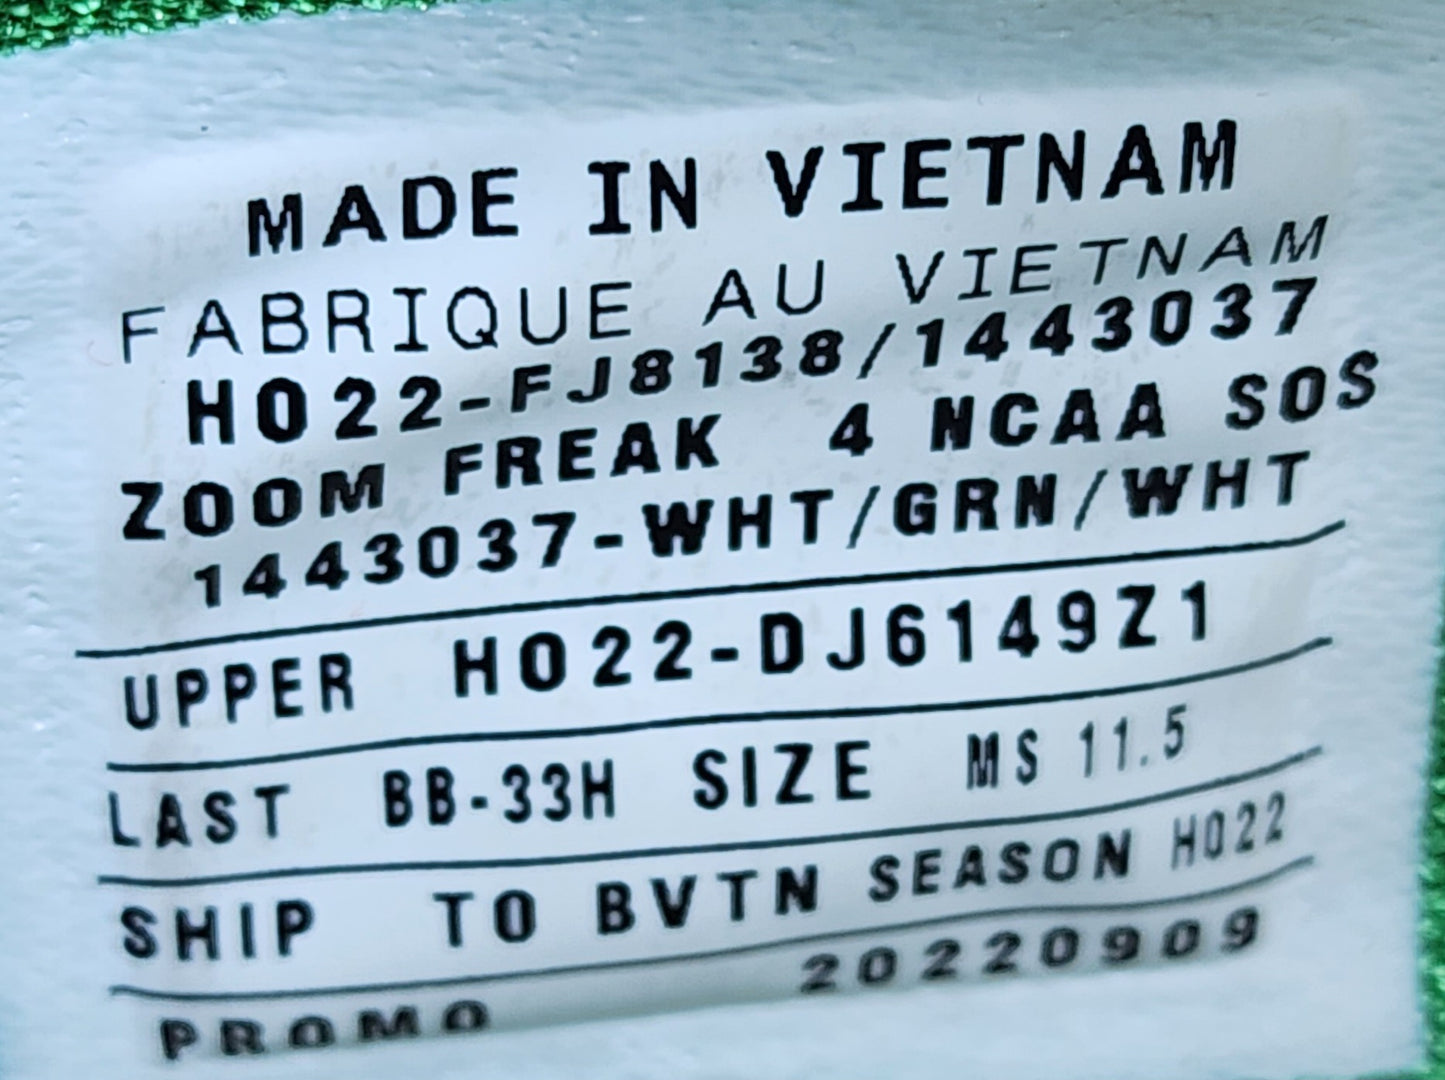 MADE IN VIETNAM
FABRIQUE AU VIETNAM
HO22-FJ8138/1443037
ZOOM FREAK 4 NCAA SOS
1443037-WHT/GRN/WHT
UPPER HO22-DJ6149Z1
LAST BB-33H SIZE MS 11.5
SHIP TO BVTN SEASON HO22
PROMO 20220909